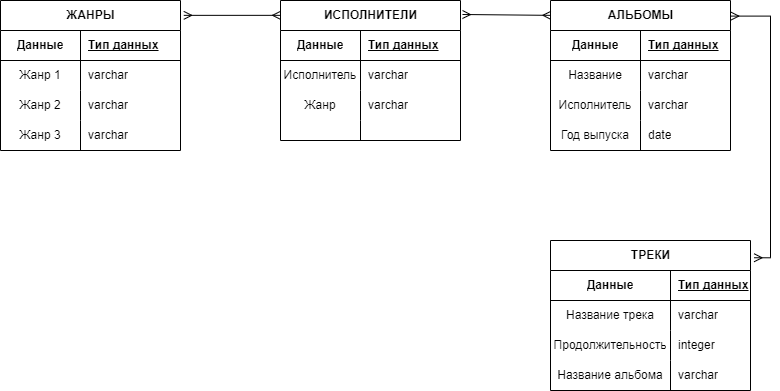 ЖАНРЫ
Данные Тип данных
Жанр 1 varchar
Жанр 2 varchar
Жанр 3 varchar
ИСПОЛНИТЕЛИ
Данные Тип данных
Исполнитель varchar
Жанр varchar
АЛЬБОМЫ
Данные Тип данных
Название varchar
Исполнитель varchar
Год выпуска date
ТРЕКИ
Данные Тип данных
Название трека varchar
Продолжительность integer
Название альбома varchar